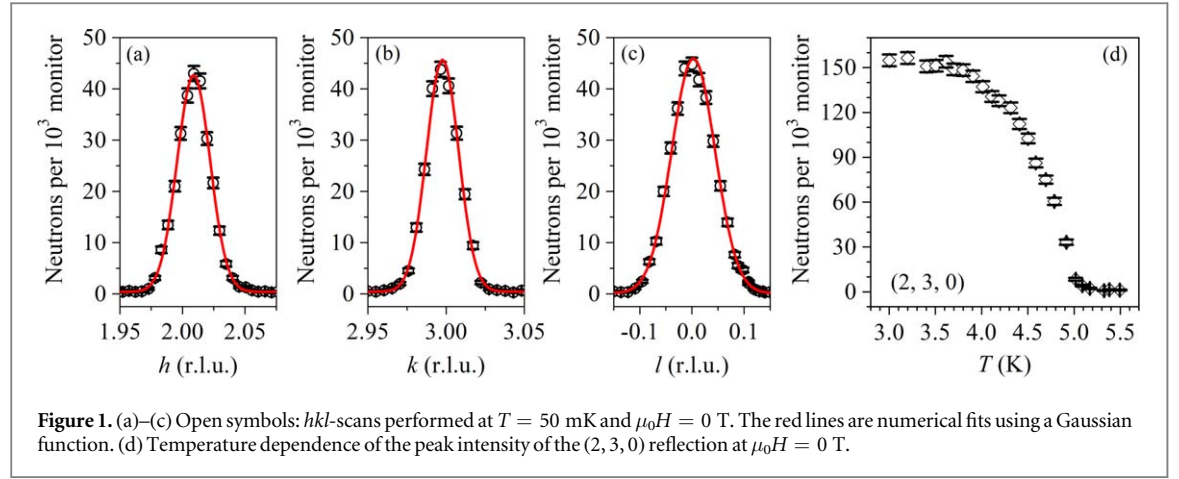 50
40
30
20
10
0
Neutrons per 10³ monitor
(a)
1.95 2.00 2.05
h (r.l.u.)
50
40
30
20
10
0
Neutrons per 10³ monitor
(b)
2.95 3.00 3.05
k (r.l.u.)
50
40
30
20
10
0
Neutrons per 10³ monitor
(c)
-0.1 0.0 0.1
l (r.l.u.)
150
120
90
60
30
0
Neutrons per 10³ monitor
(d)
(2, 3, 0)
3.0 3.5 4.0 4.5 5.0 5.5
T (K)
Figure 1. (a)–(c) Open symbols: hkl-scans performed at T = 50 mK and μ₀H = 0 T. The red lines are numerical fits using a Gaussian
function. (d) Temperature dependence of the peak intensity of the (2, 3, 0) reflection at μ₀H = 0 T.